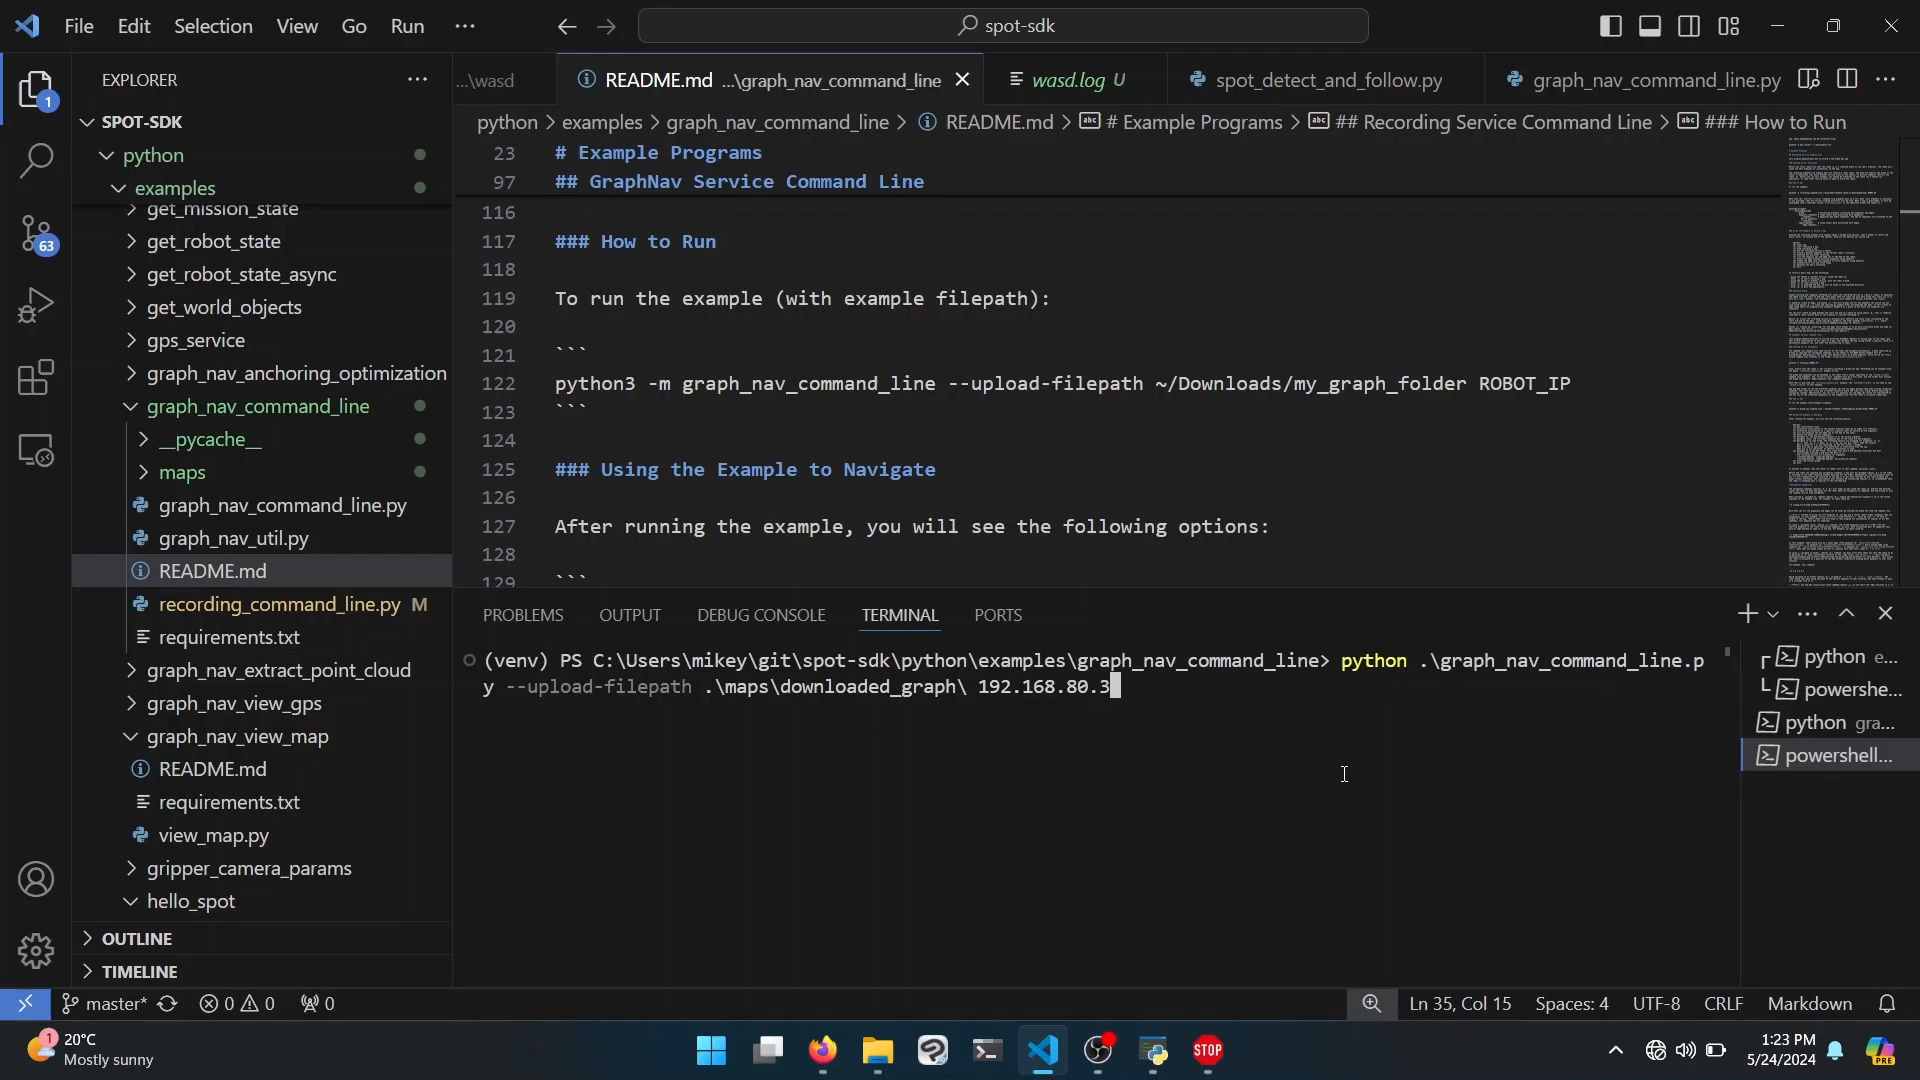 File Edit Selection View Go Run ··· spot-sdk
EXPLORER ···
...\wasd README.md ...\graph_nav_command_line wasd.log U spot_detect_and_follow.py graph_nav_command_line.py ···
1
SPOT-SDK
python > examples > graph_nav_command_line > README.md > # Example Programs > ## Recording Service Command Line > ### How to Run
python
examples
get_mission_state
get_robot_state
get_robot_state_async
get_world_objects
gps_service
graph_nav_anchoring_optimization
graph_nav_command_line
__pycache__
maps
graph_nav_command_line.py
graph_nav_util.py
README.md
recording_command_line.py M
requirements.txt
graph_nav_extract_point_cloud
graph_nav_view_gps
graph_nav_view_map
README.md
requirements.txt
view_map.py
gripper_camera_params
hello_spot
OUTLINE
TIMELINE
63
23 # Example Programs
97 ## GraphNav Service Command Line
116
117 ### How to Run
118
119 To run the example (with example filepath):
120
121 ```
122 python3 -m graph_nav_command_line --upload-filepath ~/Downloads/my_graph_folder ROBOT_IP
123 ```
124
125 ### Using the Example to Navigate
126
127 After running the example, you will see the following options:
128
129 ```
PROBLEMS OUTPUT DEBUG CONSOLE TERMINAL PORTS ···
(venv) PS C:\Users\mikey\git\spot-sdk\python\examples\graph_nav_command_line> python .\graph_nav_command_line.p
y --upload-filepath .\maps\downloaded_graph\ 192.168.80.3
python e...
powershe...
python gra...
powershell...
master* 0 0 0 Ln 35, Col 15 Spaces: 4 UTF-8 CRLF Markdown
1
20°C
Mostly sunny
STOP
1:23 PM
5/24/2024
PRE